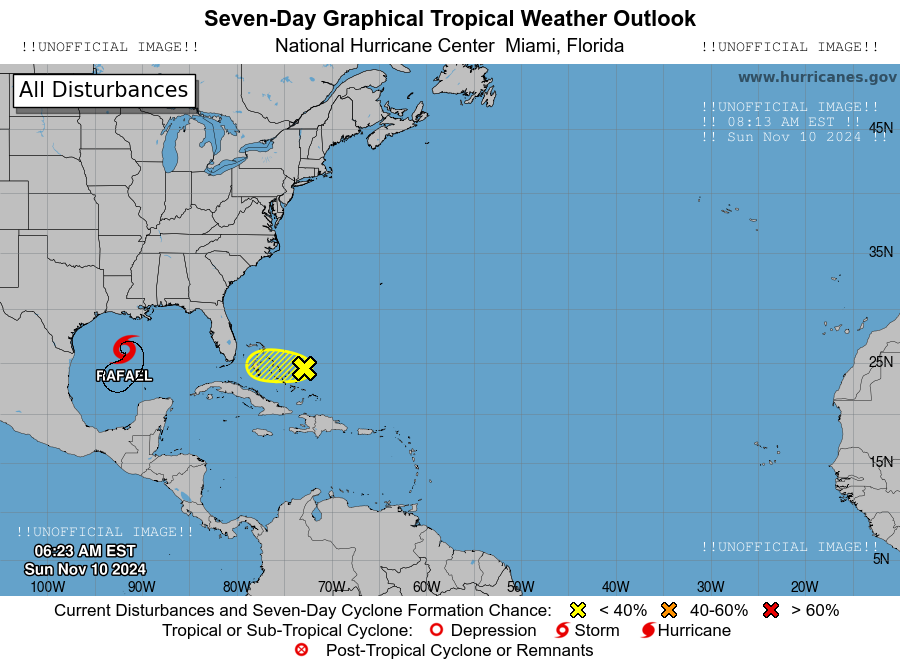 Seven-Day Graphical Tropical Weather Outlook
!!UNOFFICIAL IMAGE!!
National Hurricane Center Miami, Florida
!!UNOFFICIAL IMAGE!!
All Disturbances
www.hurricanes.gov
!!UNOFFICIAL IMAGE!!
!! 08:13 AM EST !!
!! Sun Nov 10 2024 !!
45N
35N
25N
RAFAEL
15N
!!UNOFFICIAL IMAGE!!
06:23 AM EST
Sun Nov 10 2024
!!UNOFFICIAL IMAGE!!
5N
100W 90W 80W 70W 60W 50W 40W 30W 20W
Current Disturbances and Seven-Day Cyclone Formation Chance: < 40% 40-60% > 60%
Tropical or Sub-Tropical Cyclone: Depression Storm Hurricane
Post-Tropical Cyclone or Remnants